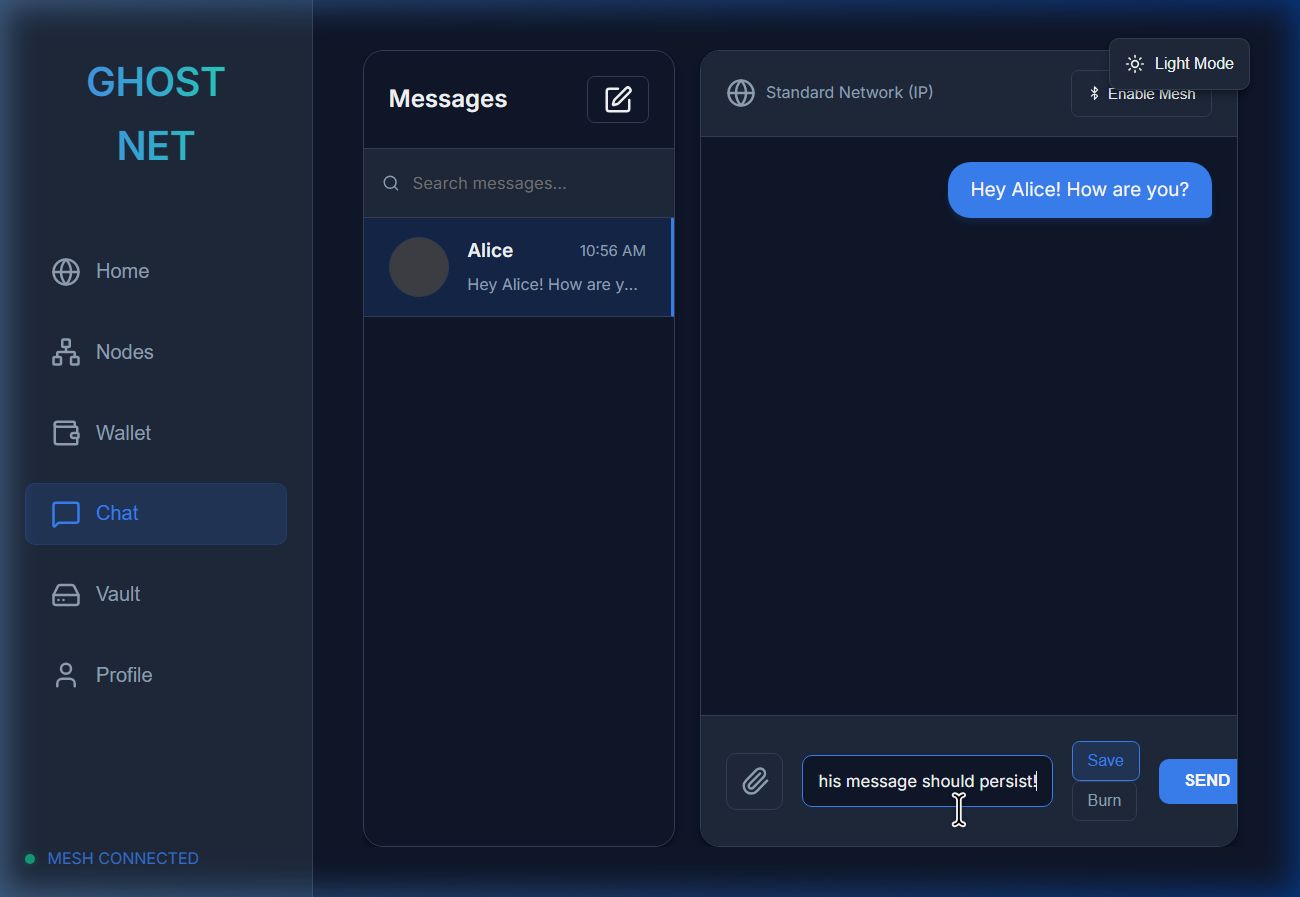 GHOST
NET
Home
Nodes
Wallet
Chat
Vault
Profile
MESH CONNECTED
Messages
Search messages...
Alice
10:56 AM
Hey Alice! How are y...
Light Mode
Standard Network (IP)
Enable Mesh
Hey Alice! How are you?
his message should persist!
Save
Burn
SEND